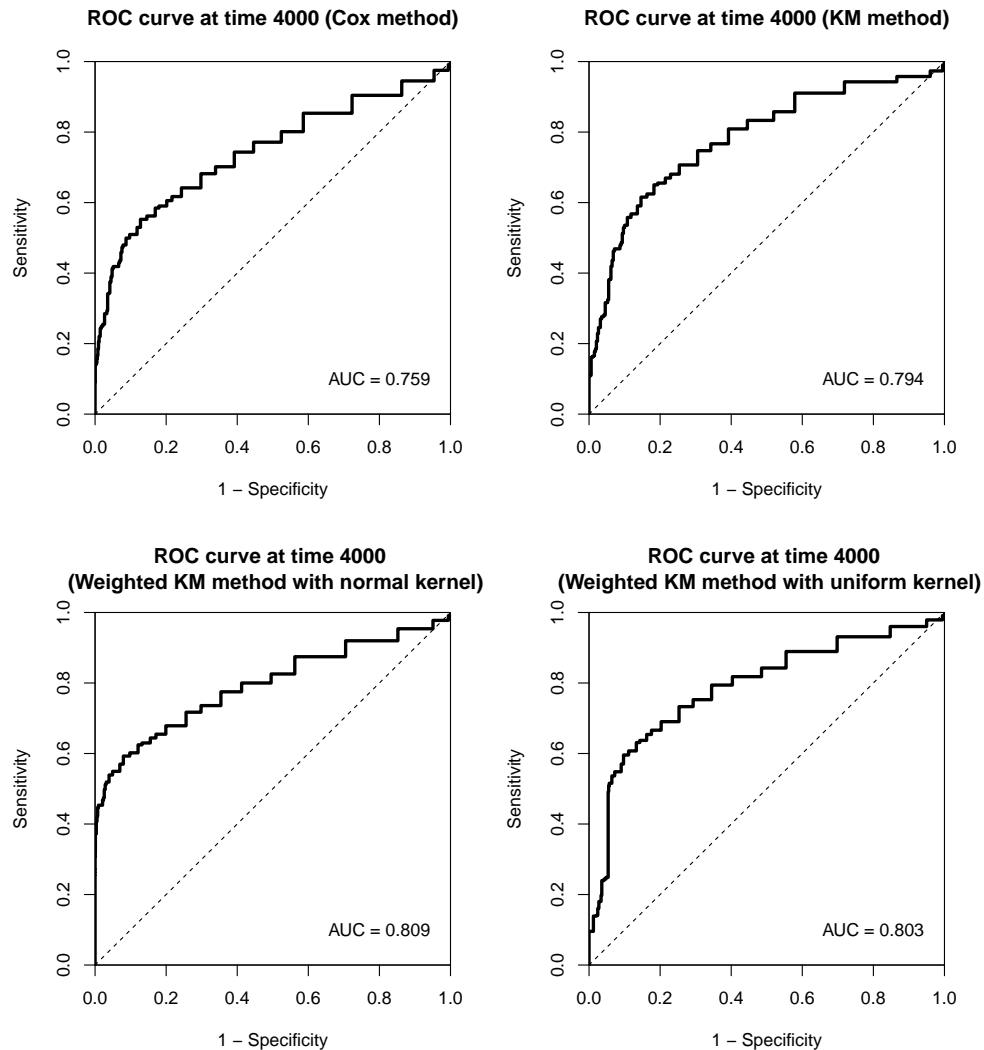 ROC curve at time 4000 (Cox method)
1.0
0.8
0.6
0.4
0.2
0.0
Sensitivity
AUC = 0.759
0.0 0.2 0.4 0.6 0.8 1.0
1 − Specificity
ROC curve at time 4000 (KM method)
1.0
0.8
0.6
0.4
0.2
0.0
Sensitivity
AUC = 0.794
0.0 0.2 0.4 0.6 0.8 1.0
1 − Specificity
ROC curve at time 4000
(Weighted KM method with normal kernel)
1.0
0.8
0.6
0.4
0.2
0.0
Sensitivity
AUC = 0.809
0.0 0.2 0.4 0.6 0.8 1.0
1 − Specificity
ROC curve at time 4000
(Weighted KM method with uniform kernel)
1.0
0.8
0.6
0.4
0.2
0.0
Sensitivity
AUC = 0.803
0.0 0.2 0.4 0.6 0.8 1.0
1 − Specificity